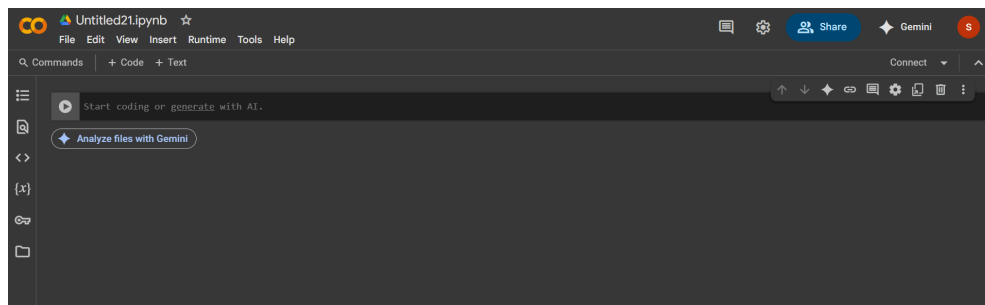 CO Untitled21.ipynb
File Edit View Insert Runtime Tools Help
Share Gemini S
Commands + Code + Text Connect
Start coding or generate with AI.
Analyze files with Gemini
<>
{x}